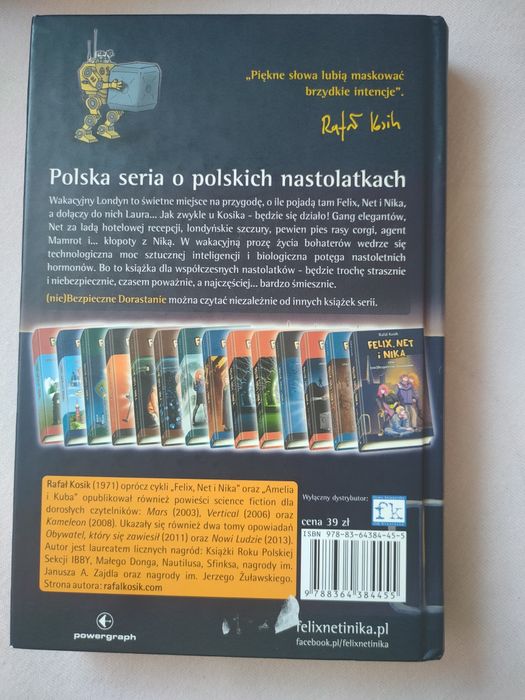 „Piękne słowa lubią maskować
brzydkie intencje”.
Rafał Kosik
Polska seria o polskich nastolatkach
Wakacyjny Londyn to świetne miejsce na przygodę, o ile pojadą tam Felix, Net i Nika,
a dołączy do nich Laura... Jak zwykle u Kosika - będzie się działo! Gang elegantów,
Net za ladą hotelowej recepcji, londyńskie szczury, pewien pies rasy corgi, agent
Mamrot i... kłopoty z Niką. W wakacyjną prozę życia bohaterów wedrze się
technologiczna moc sztucznej inteligencji i biologiczna potęga nastoletnich
hormonów. Bo to książka dla współczesnych nastolatków - będzie trochę strasznie
i niebezpiecznie, czasem poważnie, a najczęściej... bardzo śmiesznie.
(nie)Bezpieczne Dorastanie można czytać niezależnie od innych książek serii.
Rafał Kosik
FELIX, NET
i NIKA
Rafał Kosik (1971) oprócz cykli „Felix, Net i Nika” oraz „Amelia
i Kuba” opublikował również powieści science fiction dla
dorosłych czytelników: Mars (2003), Vertical (2006) oraz
Kameleon (2008). Ukazały się również dwa tomy opowiadań
Obywatel, który się zawiesił (2011) oraz Nowi Ludzie (2013).
Autor jest laureatem licznych nagród: Książki Roku Polskiej
Sekcji IBBY, Małego Donga, Nautilusa, Sfinksa, nagrody im.
Janusza A. Zajdla oraz nagrody im. Jerzego Żuławskiego.
Strona autora: rafalkosik.com
Wyłączny dystrybutor:
fk
cena 39 zł
ISBN 978-83-64384-45-5
9 788364 384455
powergraph
felixnetinika.pl
facebook.pl/felixnetinika